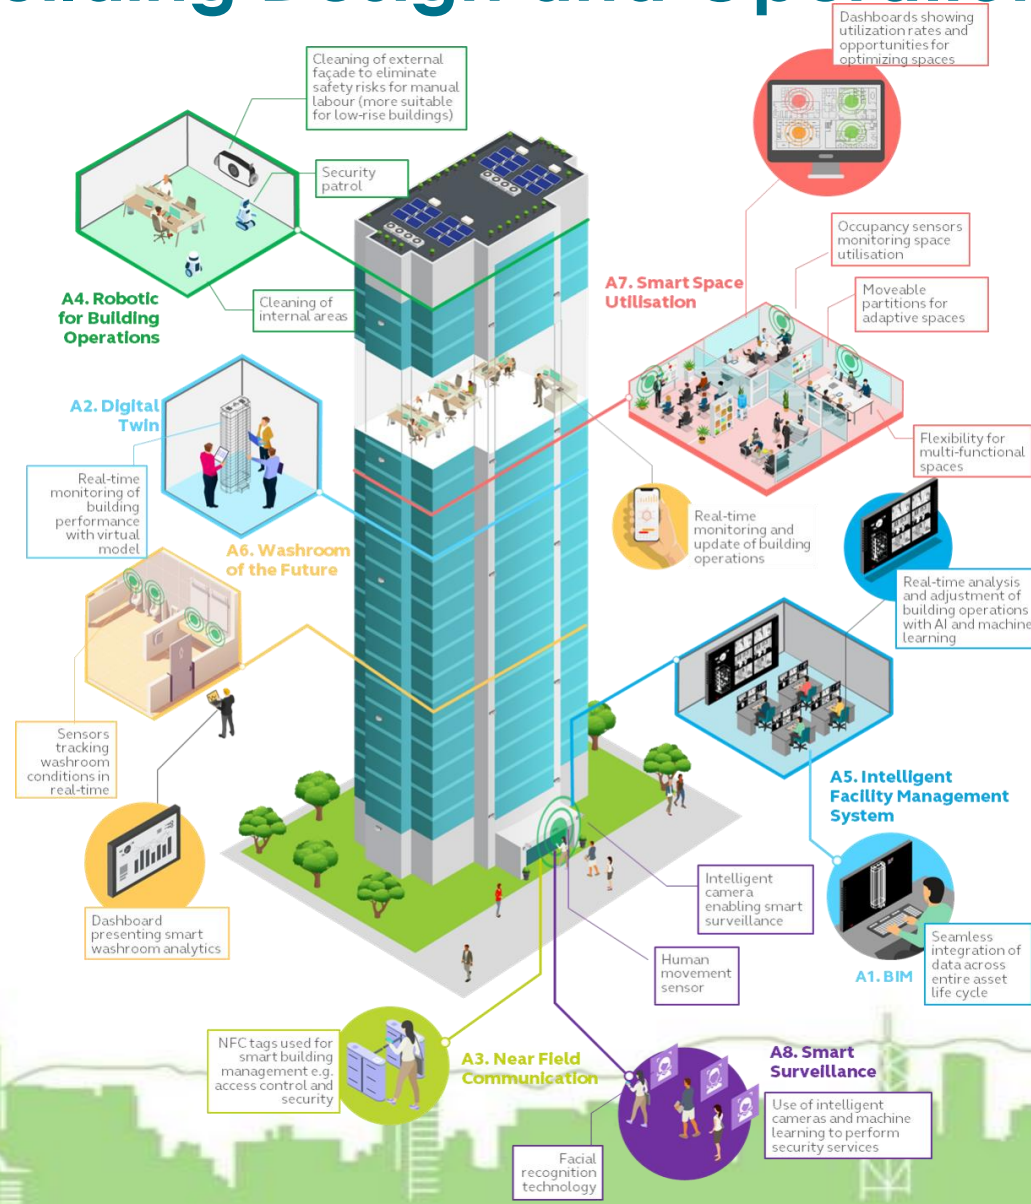 Building Design and Operation
Dashboards showing
utilization rates and
opportunities for
optimizing spaces
Cleaning of external
façade to eliminate
safety risks for manual
labour (more suitable
for low-rise buildings)
Security
patrol
Occupancy sensors
monitoring space
utilisation
A7. Smart Space
Utilisation
Moveable
partitions for
adaptive spaces
A4. Robotic
for Building
Operations
Cleaning of
internal areas
A2. Digital
Twin
Flexibility for
multi-functional
spaces
Real-time
monitoring of
building
performance
with virtual
model
Real-time
monitoring and
update of building
operations
A6. Washroom
of the Future
Real-time analysis
and adjustment of
building operations
with AI and machine
learning
Sensors
tracking
washroom
conditions in
real-time
A5. Intelligent
Facility Management
System
Intelligent
camera
enabling smart
surveillance
Dashboard
presenting smart
washroom analytics
Human
movement
sensor
Seamless
integration of
data across
entire asset
life cycle
A1. BIM
NFC tags used for
smart building
management e.g.
access control and
security
A3. Near Field
Communication
A8. Smart
Surveillance
Use of intelligent
cameras and machine
learning to perform
security services
Facial
recognition
technology